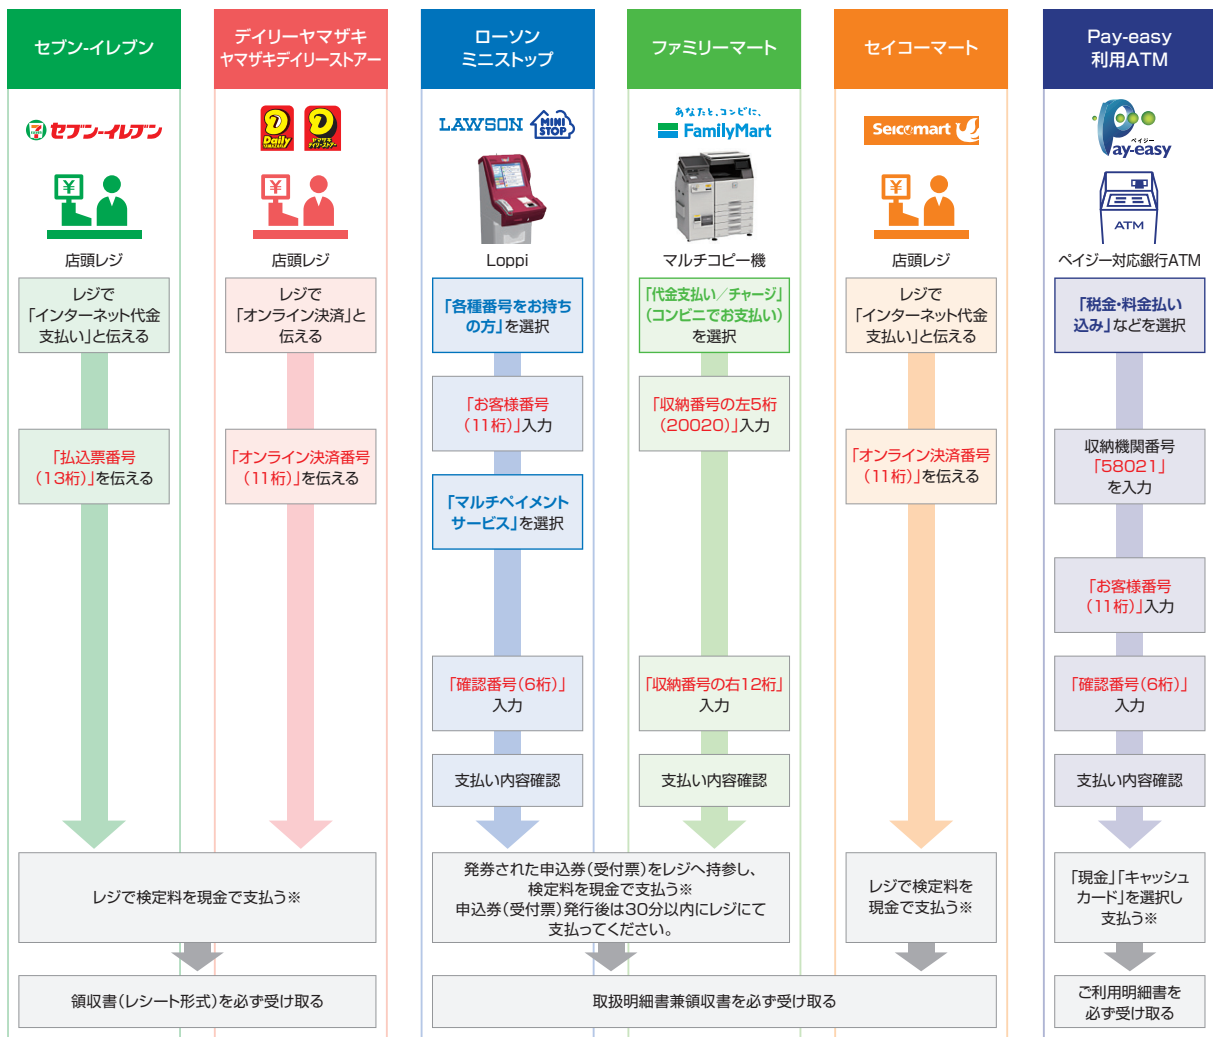 セブン-イレブン
セブン-イレブン
店頭レジ
レジで
「インターネット代金
支払い」と伝える
「払込票番号
(13桁)」を伝える
デイリーヤマザキ
ヤマザキデイリーストアー
Daily
YAMAZAKI
ヤマザキ
デイリーストアー
店頭レジ
レジで
「オンライン決済」と
伝える
「オンライン決済番号
(11桁)」を伝える
レジで検定料を現金で支払う※
領収書(レシート形式)を必ず受け取る
ローソン
ミニストップ
LAWSON
MINI
STOP
Loppi
「各種番号をお持ち
の方」を選択
「お客様番号
(11桁)」入力
「マルチペイメント
サービス」を選択
「確認番号(6桁)」
入力
支払い内容確認
ファミリーマート
あなたと、コンビに、
FamilyMart
マルチコピー機
「代金支払い/チャージ」
(コンビニでお支払い)
を選択
「収納番号の左5桁
(20020)」入力
「収納番号の右12桁」
入力
支払い内容確認
発券された申込券(受付票)をレジへ持参し、
検定料を現金で支払う※
申込券(受付票)発行後は30分以内にレジにて
支払ってください。
セイコーマート
Seicomart
店頭レジ
レジで
「インターネット代金
支払い」と伝える
「オンライン決済番号
(11桁)」を伝える
レジで検定料を
現金で支払う※
取扱明細書兼領収書を必ず受け取る
Pay-easy
利用ATM
ペイジー
Pay-easy
ATM
ペイジー対応銀行ATM
「税金・料金払い
込み」などを選択
収納機関番号
「58021」
を入力
「お客様番号
(11桁)」入力
「確認番号(6桁)」
入力
支払い内容確認
「現金」「キャッシュ
カード」を選択し
支払う※
ご利用明細書を
必ず受け取る